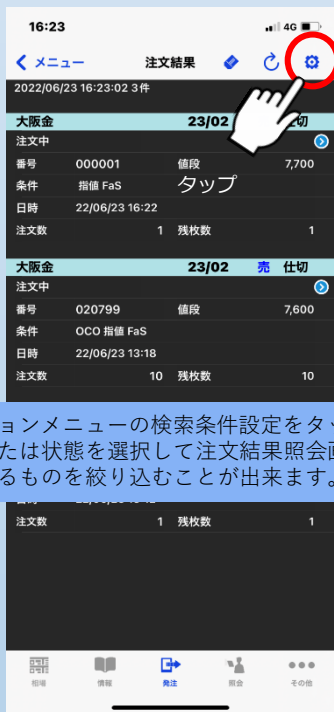 16:23
4G
メニュー 注文結果
2022/06/23 16:23:02 3件
大阪金 23/02 仕切
注文中
番号 000001 値段 7,700
条件 指値 FaS タップ
日時 22/06/23 16:22
注文数 1 残枚数 1
大阪金 23/02 売 仕切
注文中
番号 020799 値段 7,600
条件 OCO 指値 FaS
日時 22/06/23 13:18
注文数 10 残枚数 10
ョンメニューの検索条件設定をタッ
たは状態を選択して注文結果照会画
るものを絞り込むことが出来ます。
注文数 1 残枚数 1
相場 情報 発注 照会 その他